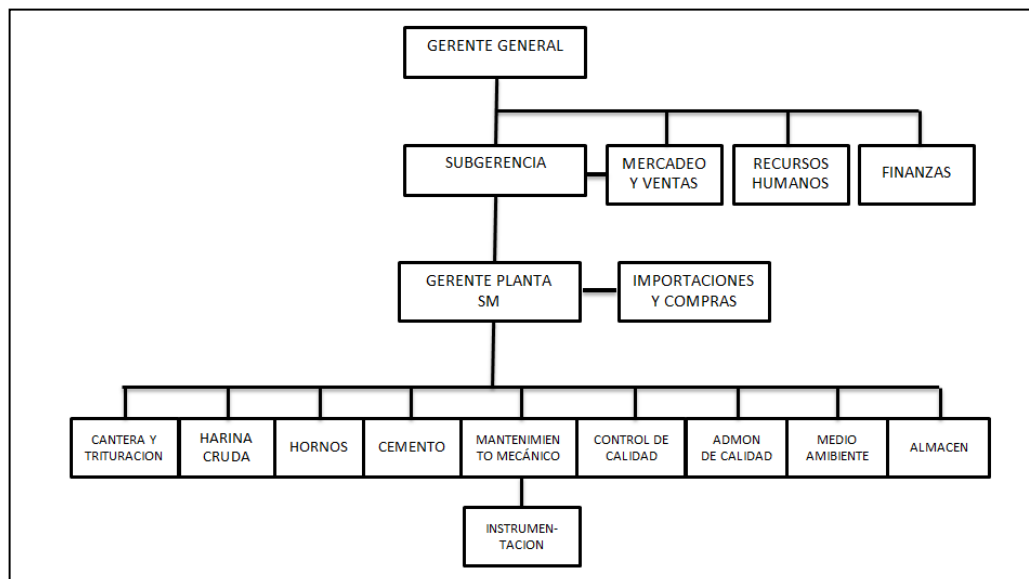 GERENTE GENERAL
SUBGERENCIA
MERCADEO
Y VENTAS
RECURSOS
HUMANOS
FINANZAS
GERENTE PLANTA
SM
IMPORTACIONES
Y COMPRAS
CANTERA Y
TRITURACION
HARINA
CRUDA
HORNOS
CEMENTO
MANTENIMIEN
TO MECÁNICO
CONTROL DE
CALIDAD
ADMON
DE CALIDAD
MEDIO
AMIBIENTE
ALMACEN
INSTRUMEN-
TACION